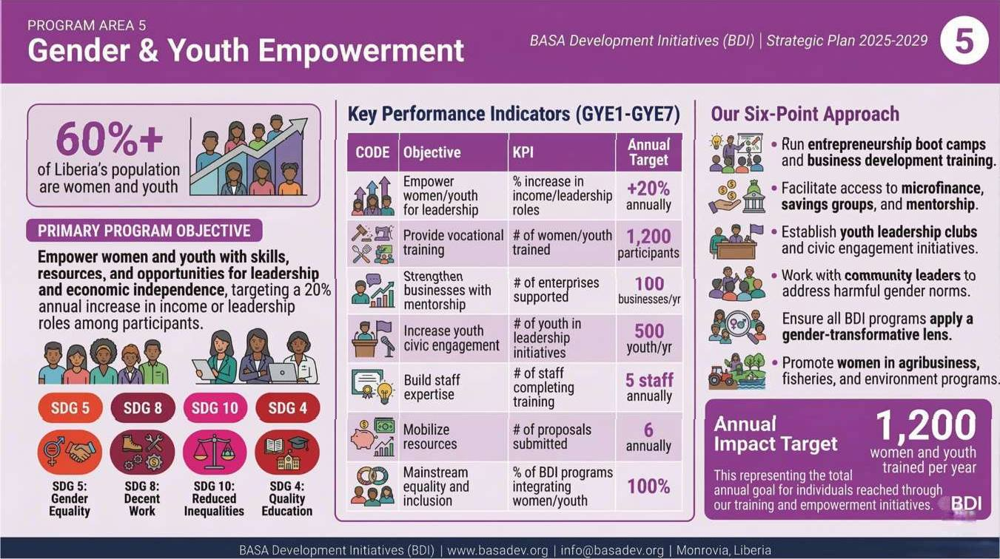 PROGRAM AREA 5
Gender & Youth Empowerment
BASA Development Initiatives (BDI) | Strategic Plan 2025-2029
5
60%+
of Liberia's population
are women and youth
PRIMARY PROGRAM OBJECTIVE
Empower women and youth with skills,
resources, and opportunities for leadership
and economic independence, targeting a 20%
annual increase in income or leadership
roles among participants.
SDG 5
SDG 8
SDG 10
SDG 4
SDG 5:
Gender
Equality
SDG 8:
Decent
Work
SDG 10:
Reduced
Inequalities
SDG 4:
Quality
Education
Key Performance Indicators (GYE1-GYE7)
CODE
Objective
KPI
Annual
Target
Empower
women/youth
for leadership
% increase in
income/leadership
roles
+20%
annually
Provide vocational
training
# of women/youth
trained
1,200
participants
Strengthen
businesses with
mentorship
# of enterprises
supported
100
businesses/yr
Increase youth
civic engagement
# of youth in
leadership
initiatives
500
youth/yr
Build staff
expertise
# of staff
completing
training
5 staff
annually
Mobilize
resources
# of proposals
submitted
6
annually
Mainstream
equality and
inclusion
% of BDI programs
integrating
women/youth
100%
Our Six-Point Approach
• Run entrepreneurship boot camps
and business development training.
• Facilitate access to microfinance,
savings groups, and mentorship.
• Establish youth leadership clubs
and civic engagement initiatives.
• Work with community leaders to
address harmful gender norms.
Ensure all BDI programs apply a
gender-transformative lens.
• Promote women in agribusiness,
fisheries, and environment programs.
Annual
Impact Target
1,200
women and youth
trained per year
This representing the total
annual goal for individuals reached through
our training and empowerment initiatives.
BDI
BASA Development Initiatives (BDI) | www.basadev.org | info@basadev.org | Monrovia, Liberia